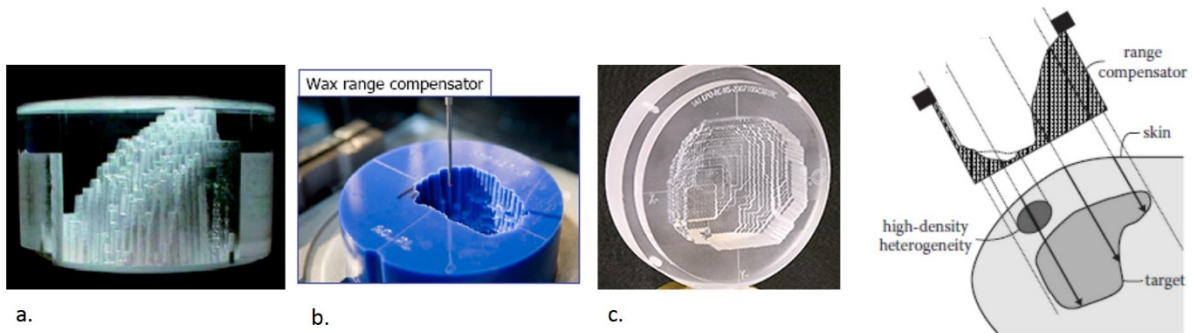 Wax range compensator
range
compensator
skin
high-density
heterogeneity
target
a.
b.
c.